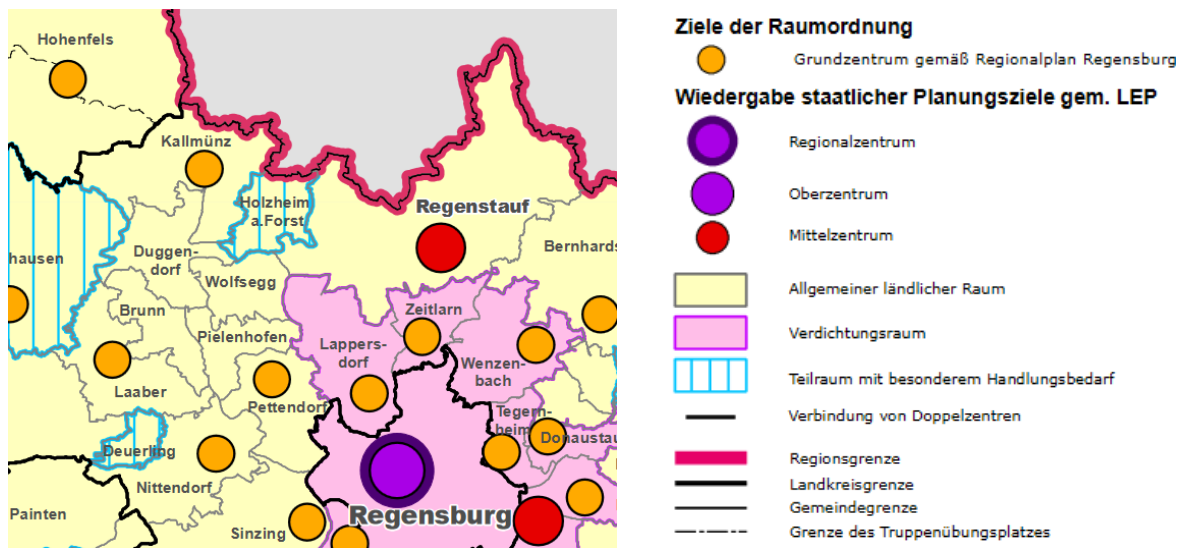 Hohenfels
Kallmünz
Holzheim
a.Forst
Regenstauf
Bernhards
hausen
Duggen-
dorf
Wolfsegg
Brunn
Zeitlarn
Pielenhofen
Lappers-
dorf
Wenzen-
bach
Laaber
Pettendorf
Tegern-
heim
Donaustau
Deuerling
Nittendorf
Painten
Sinzing
Regensburg
Ziele der Raumordnung
Grundzentrum gemäß Regionalplan Regensburg
Wiedergabe staatlicher Planungsziele gem. LEP
Regionalzentrum
Oberzentrum
Mittelzentrum
Allgemeiner ländlicher Raum
Verdichtungsraum
Teilraum mit besonderem Handlungsbedarf
Verbindung von Doppelzentren
Regionsgrenze
Landkreisgrenze
Gemeindegrenze
Grenze des Truppenübungsplatzes